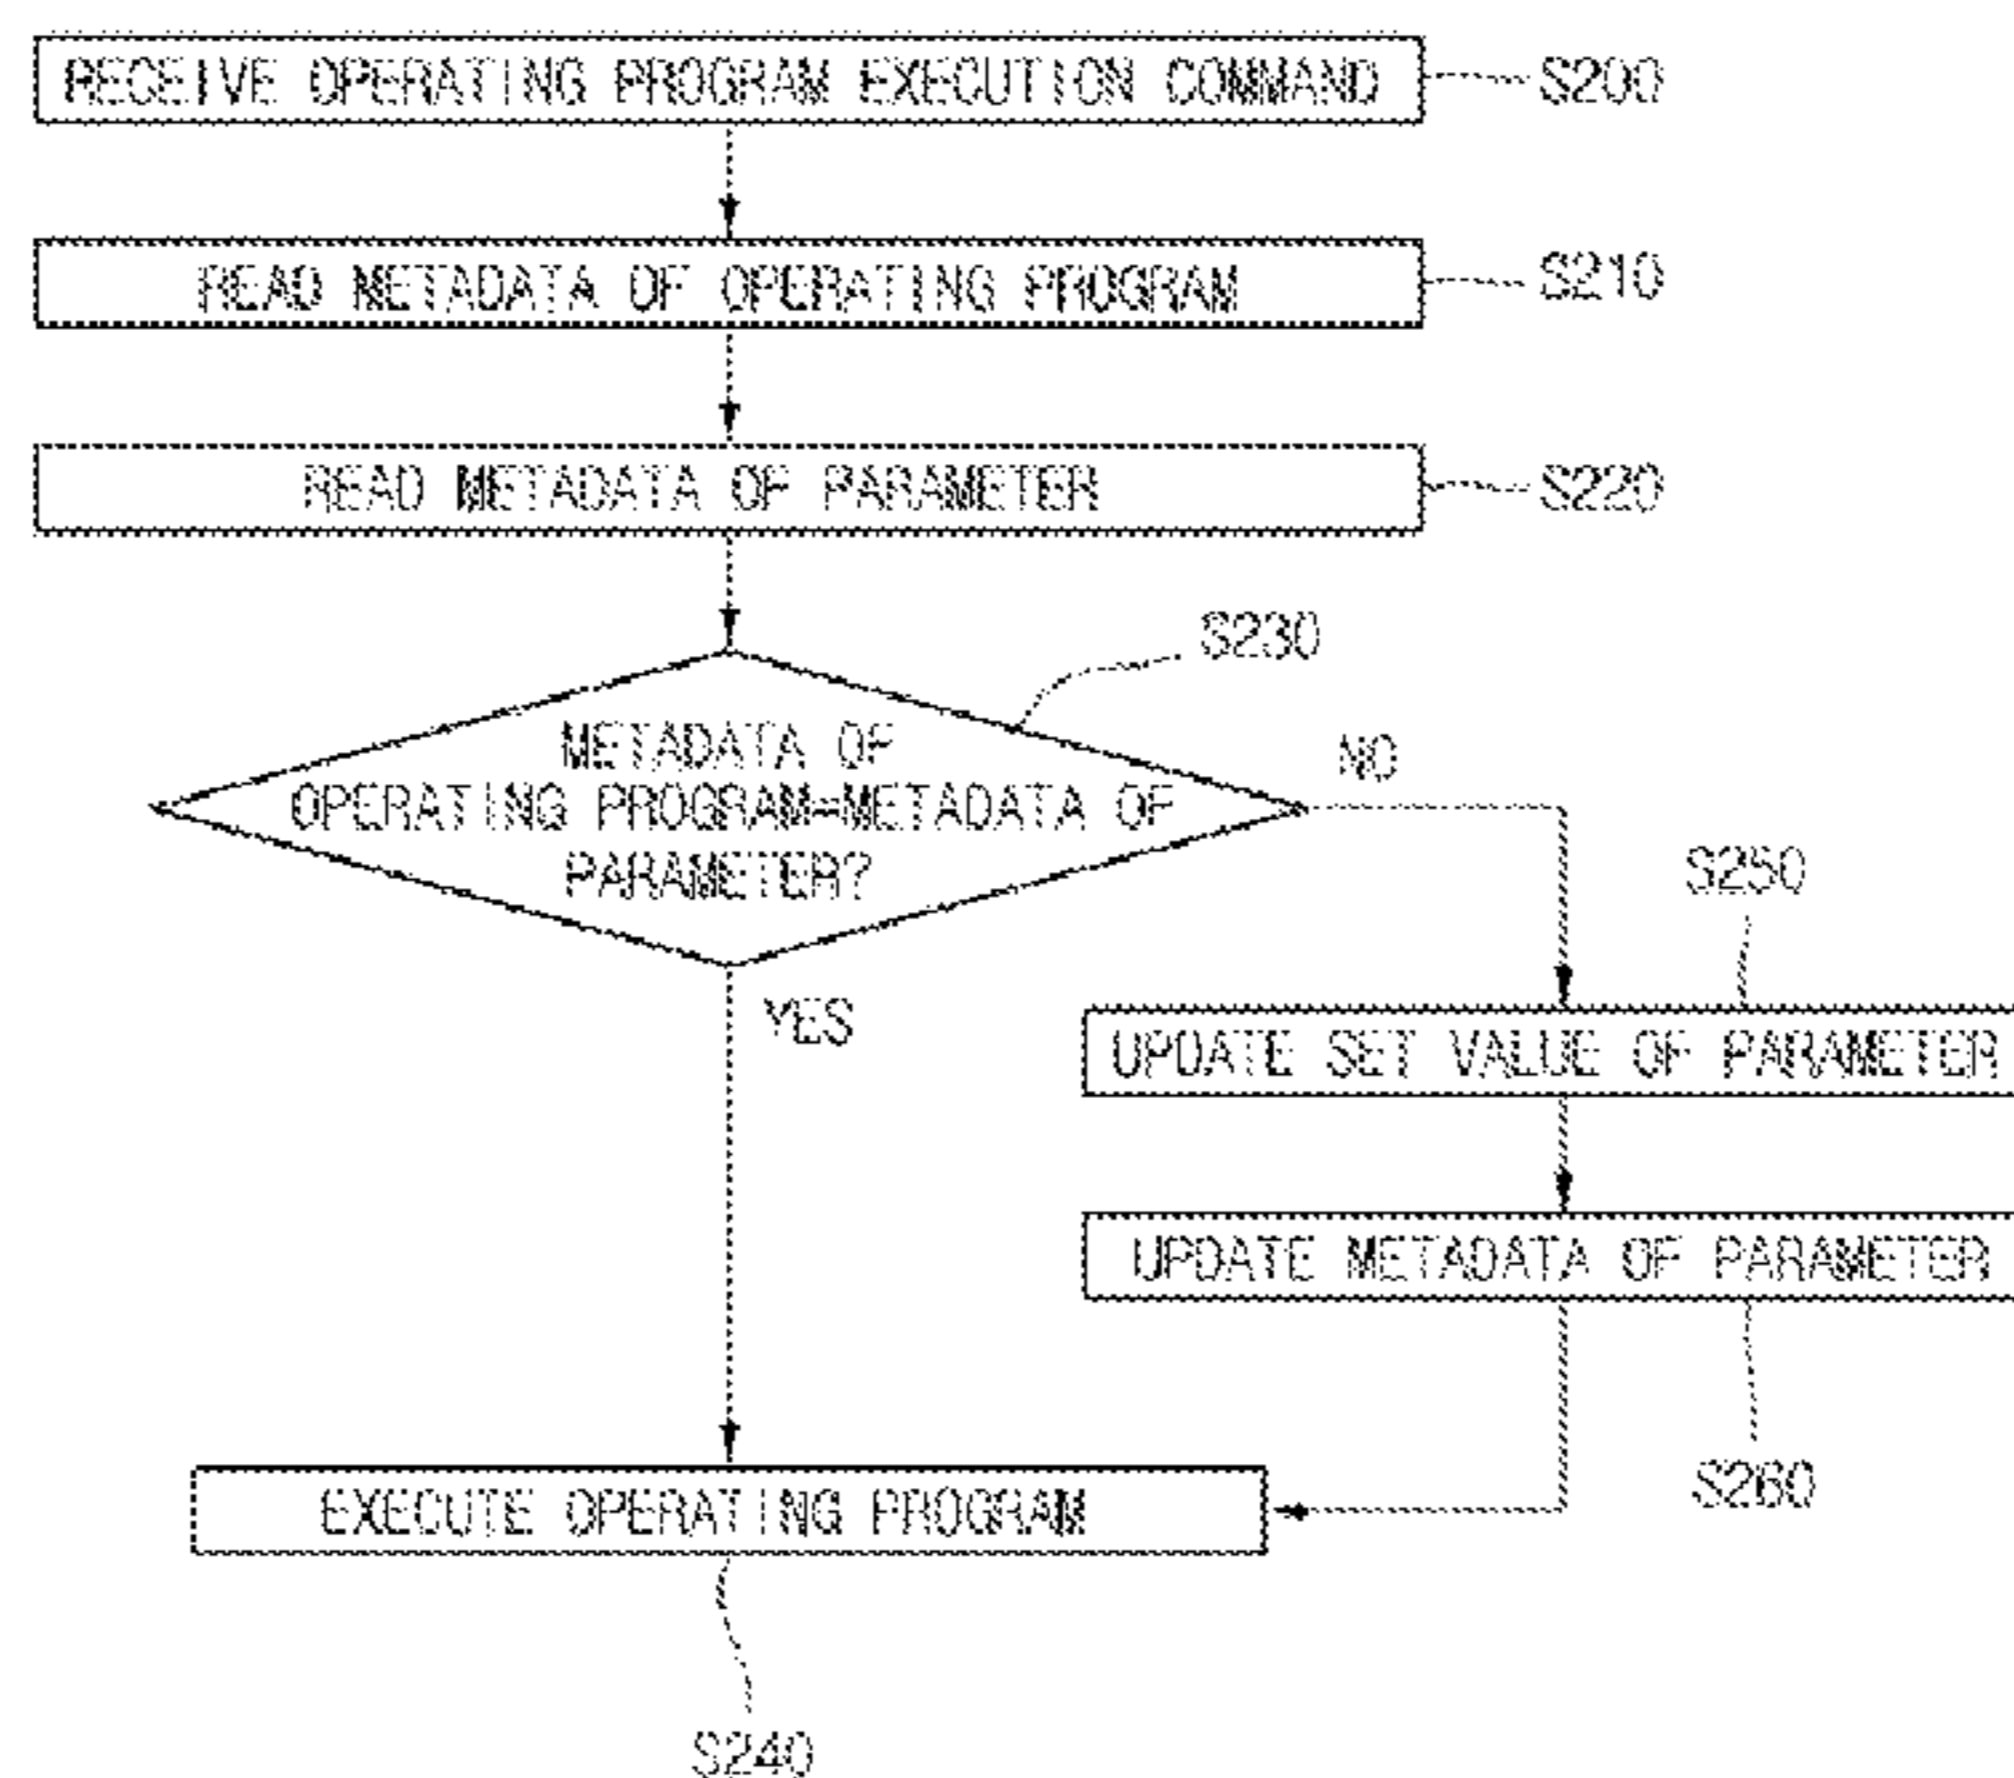 RECEIVE OPERATING PROGRAM EXECUTION COMMAND
S200
READ METADATA OF OPERATING PROGRAM
S210
READ METADATA OF PARAMETER
S220
S230
METADATA OF
OPERATING PROGRAM=METADATA OF
PARAMETER?
NO
YES
S250
UPDATE SET VALUE OF PARAMETER
UPDATE METADATA OF PARAMETER
S260
EXECUTE OPERATING PROGRAM
S240